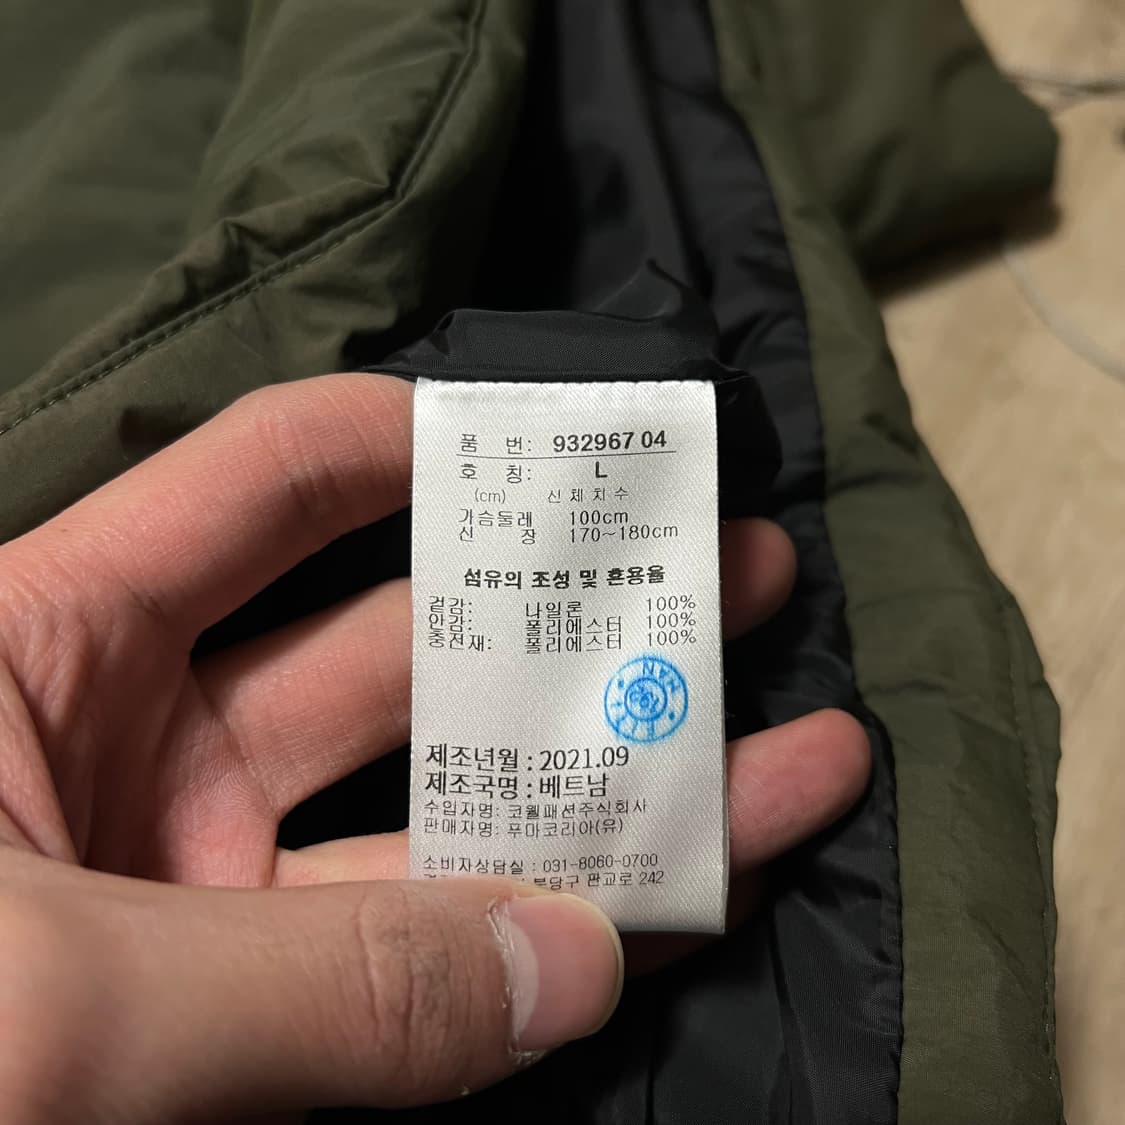 품 번: 932967 04
호 칭: L
(cm) 신체치수
가슴둘레 100cm
신 장 170~180cm
섬유의 조성 및 혼용율
겉감: 나일론 100%
안감: 폴리에스터 100%
충전재: 폴리에스터 100%
제조년월 : 2021.09
제조국명 : 베트남
수입자명: 코웰패션주식회사
판매자명: 푸마코리아(유)
소비자상담실 : 031-8060-0700
: 분당구 판교로 242